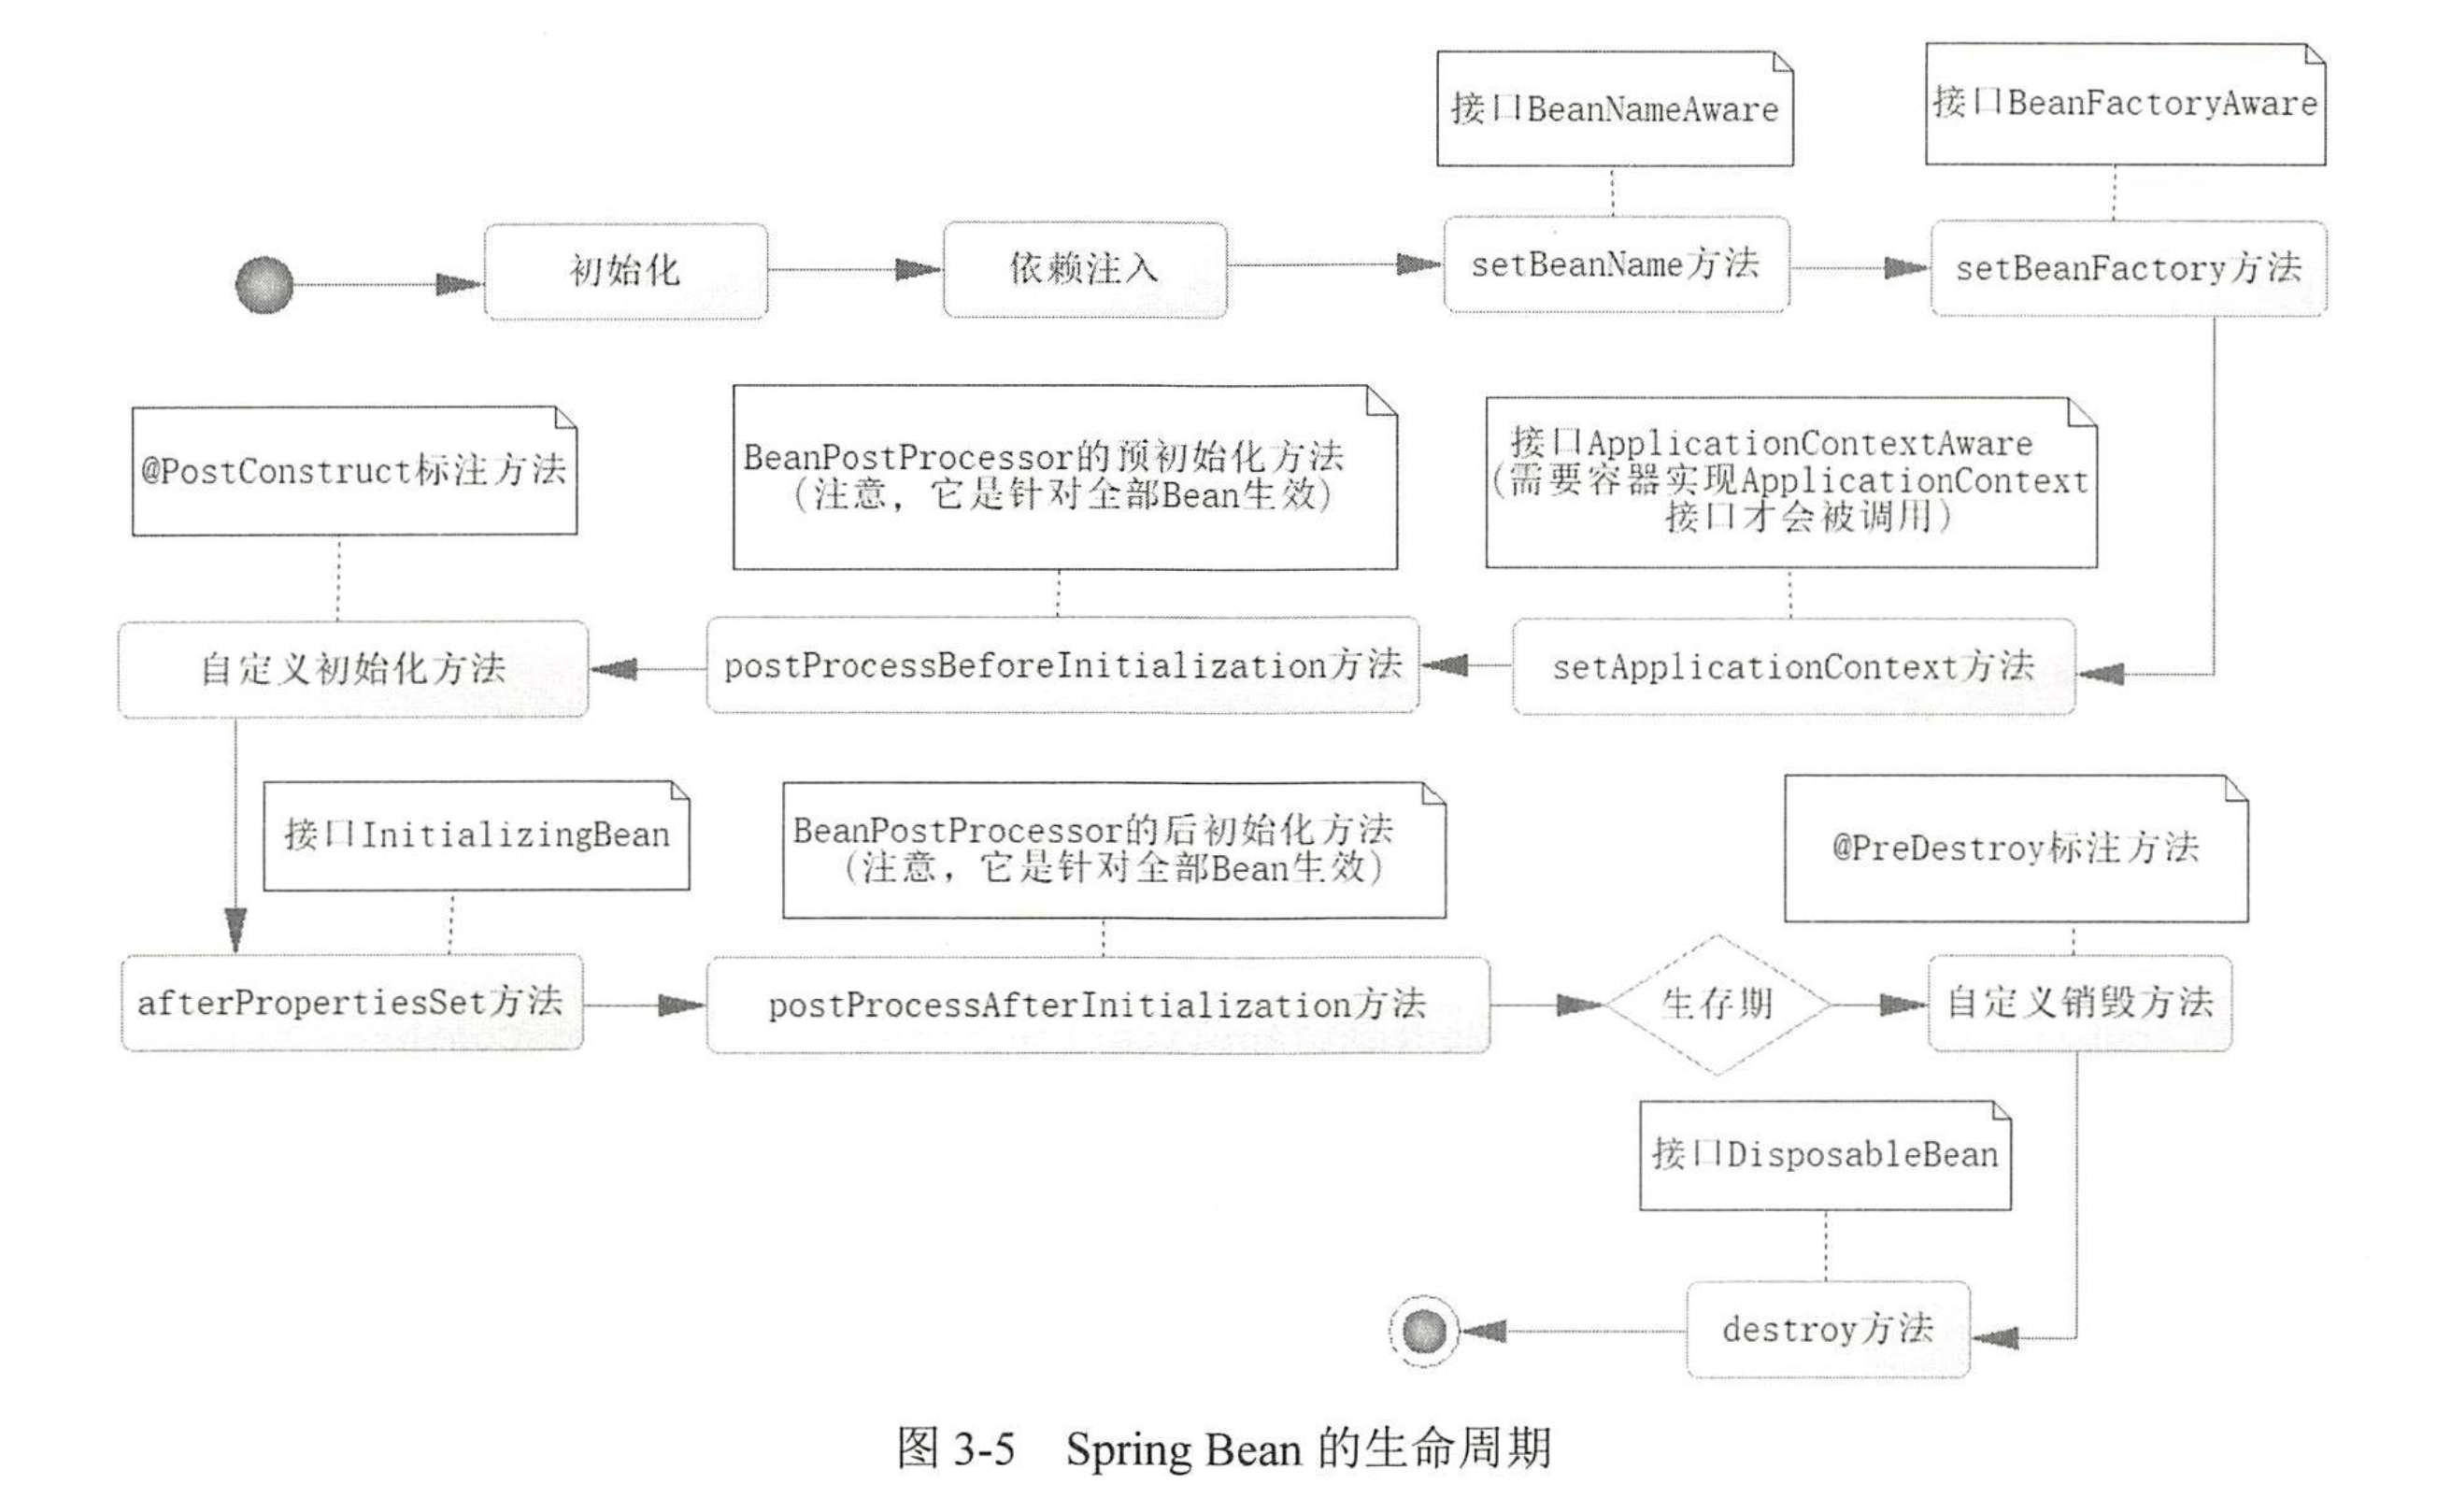 接口BeanNameAware
接口BeanFactoryAware
初始化
依赖注入
setBeanName方法
setBeanFactory方法
@PostConstruct标注方法
BeanPostProcessor的预初始化方法
(注意，它是针对全部Bean生效)
接口ApplicationContextAware
(需要容器实现ApplicationContext
接口才会被调用)
自定义初始化方法
postProcessBeforeInitialization方法
setApplicationContext方法
接口InitializingBean
BeanPostProcessor的后初始化方法
(注意，它是针对全部Bean生效)
@PreDestroy标注方法
afterPropertiesSet方法
postProcessAfterInitialization方法
生存期
自定义销毁方法
接口DisposableBean
destroy方法
图 3-5 Spring Bean 的生命周期